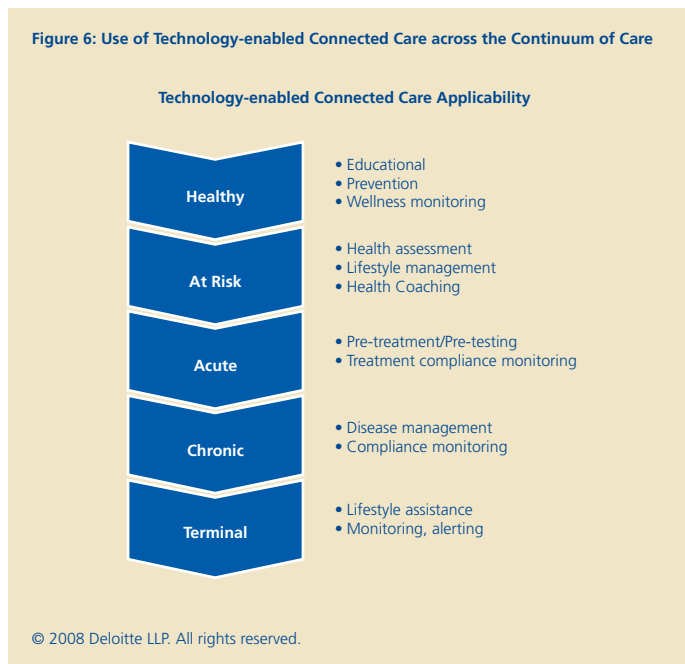 Figure 6: Use of Technology-enabled Connected Care across the Continuum of Care
Technology-enabled Connected Care Applicability
Healthy
• Educational
• Prevention
• Wellness monitoring
At Risk
• Health assessment
• Lifestyle management
• Health Coaching
Acute
• Pre-treatment/Pre-testing
• Treatment compliance monitoring
Chronic
• Disease management
• Compliance monitoring
Terminal
• Lifestyle assistance
• Monitoring, alerting
© 2008 Deloitte LLP. All rights reserved.